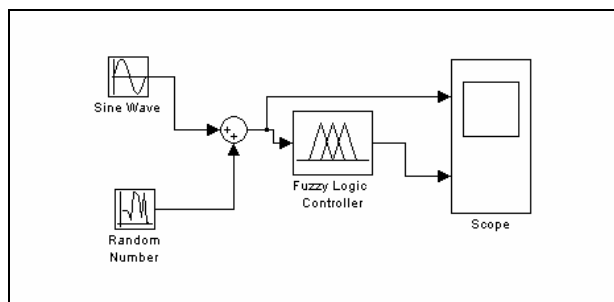 Sine Wave
+
+
Fuzzy Logic
Controller
Random
Number
Scope